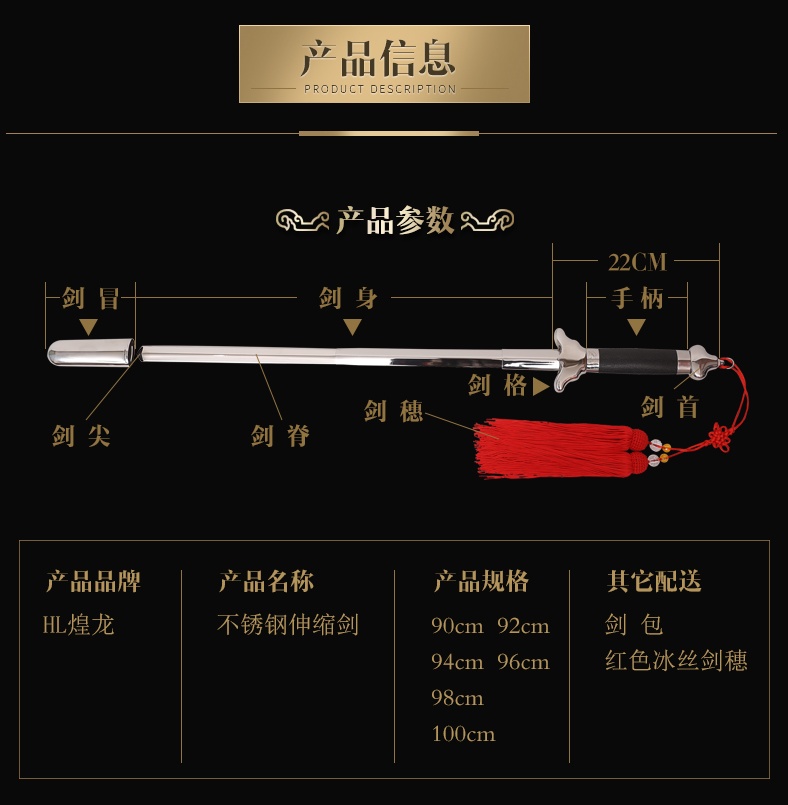 产品信息
PRODUCT DESCRIPTION
产品参数
22CM
剑冒 剑身 手柄
剑格
剑穗 剑首
剑尖 剑脊
产品品牌 产品名称 产品规格 其它配送
HL煌龙 不锈钢伸缩剑 90cm 92cm 剑 包
94cm 96cm 红色冰丝剑穗
98cm
100cm